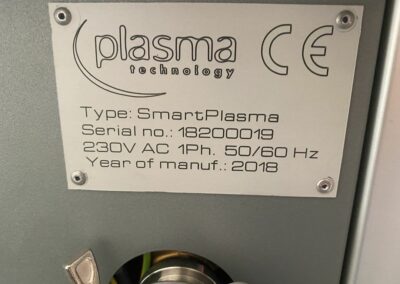 plasma
technology
CE
Type: SmartPlasma
Serial no.: 18200019
230V AC 1Ph. 50/60 Hz
Year of manuf.: 2018